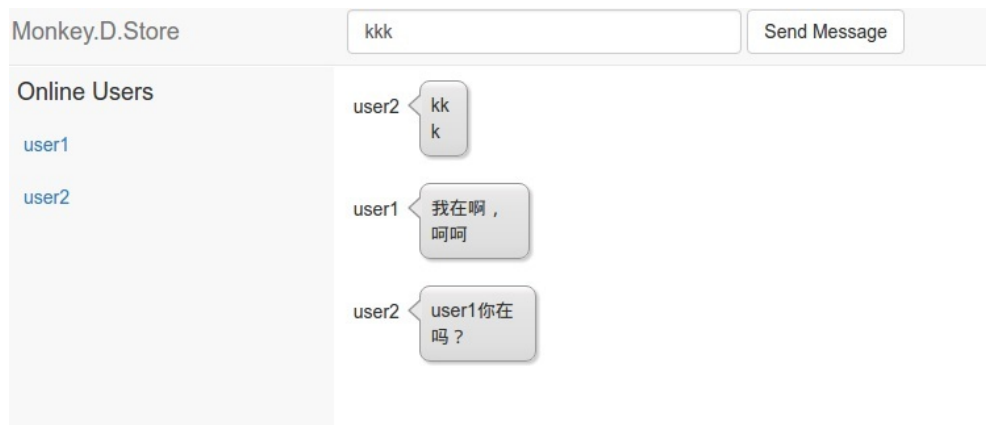 Monkey.D.Store
kkk
Send Message
Online Users
user1
user2
user2
kk
k
user1
我在啊，
呵呵
user2
user1你在
吗？